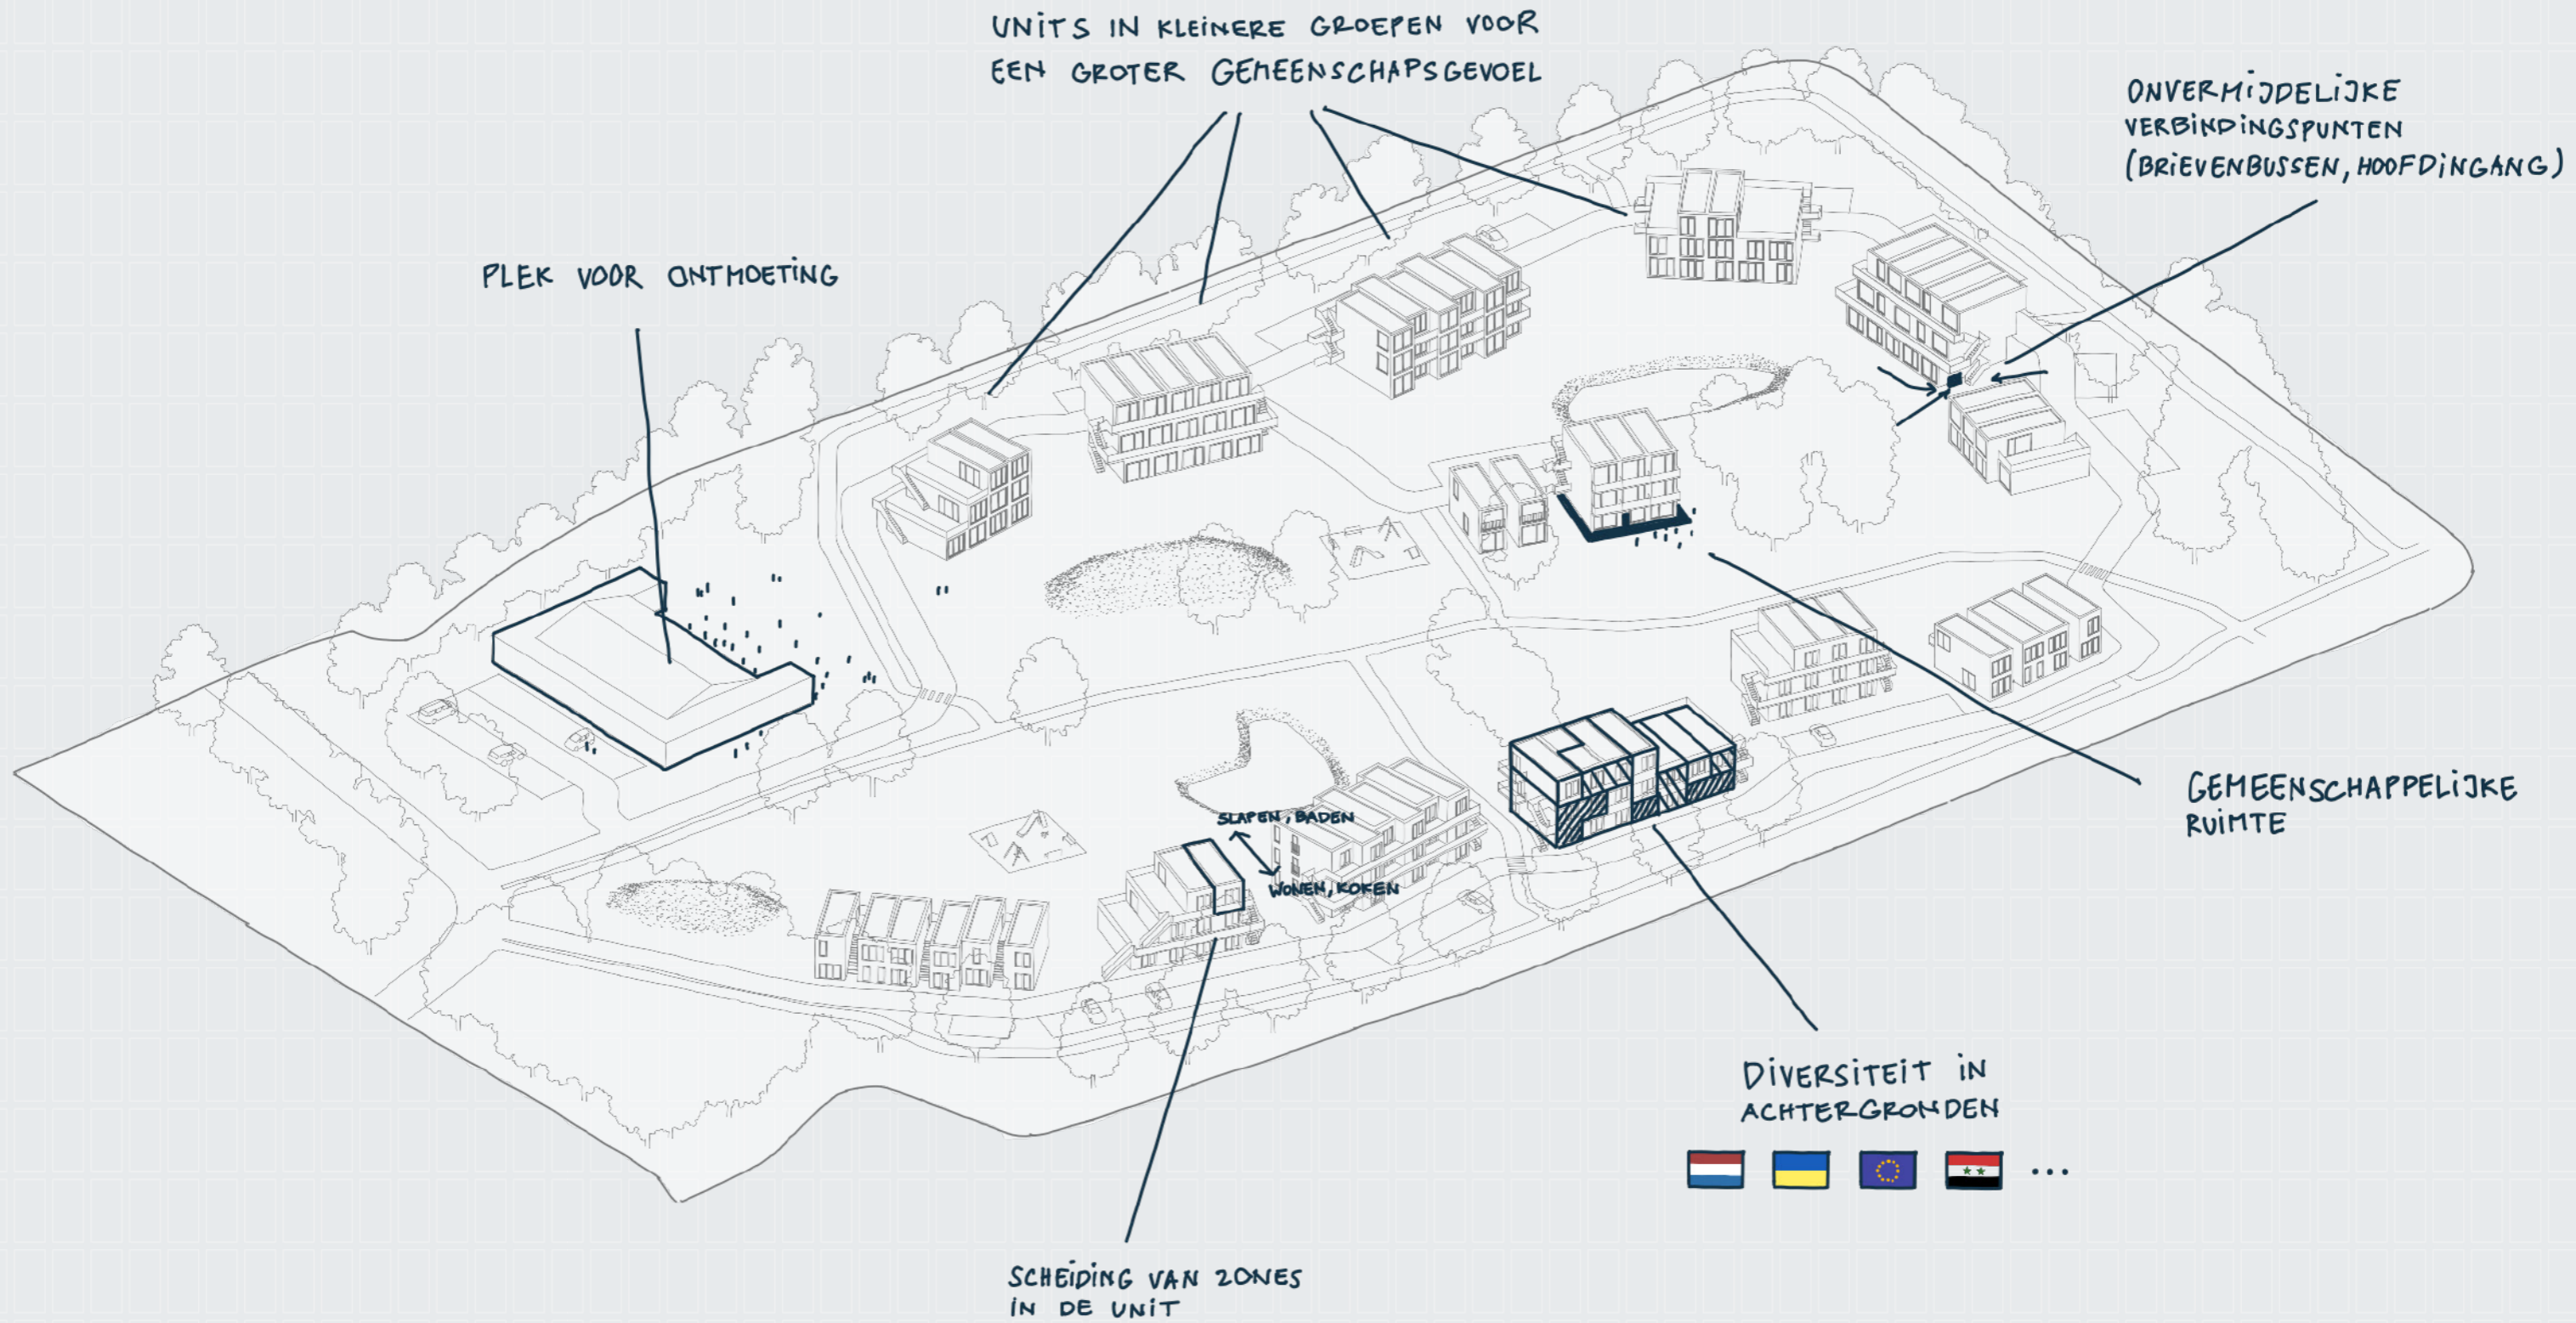 UNITS IN KLEINERE GROEPEN VOOR
EEN GROTER GEMEENSCHAPSGEVOEL
ONVERMIJDELIJKE
VERBINDINGSPUNTEN
(BRIEVENBUSSEN, HOOFDINGANG)
PLEK VOOR ONTMOETING
GEMEENSCHAPPELIJKE
RUIMTE
SLAPEN, BADEN
WONEN, KOKEN
DIVERSITEIT IN
ACHTERGRONDEN
...
SCHEIDING VAN ZONES
IN DE UNIT